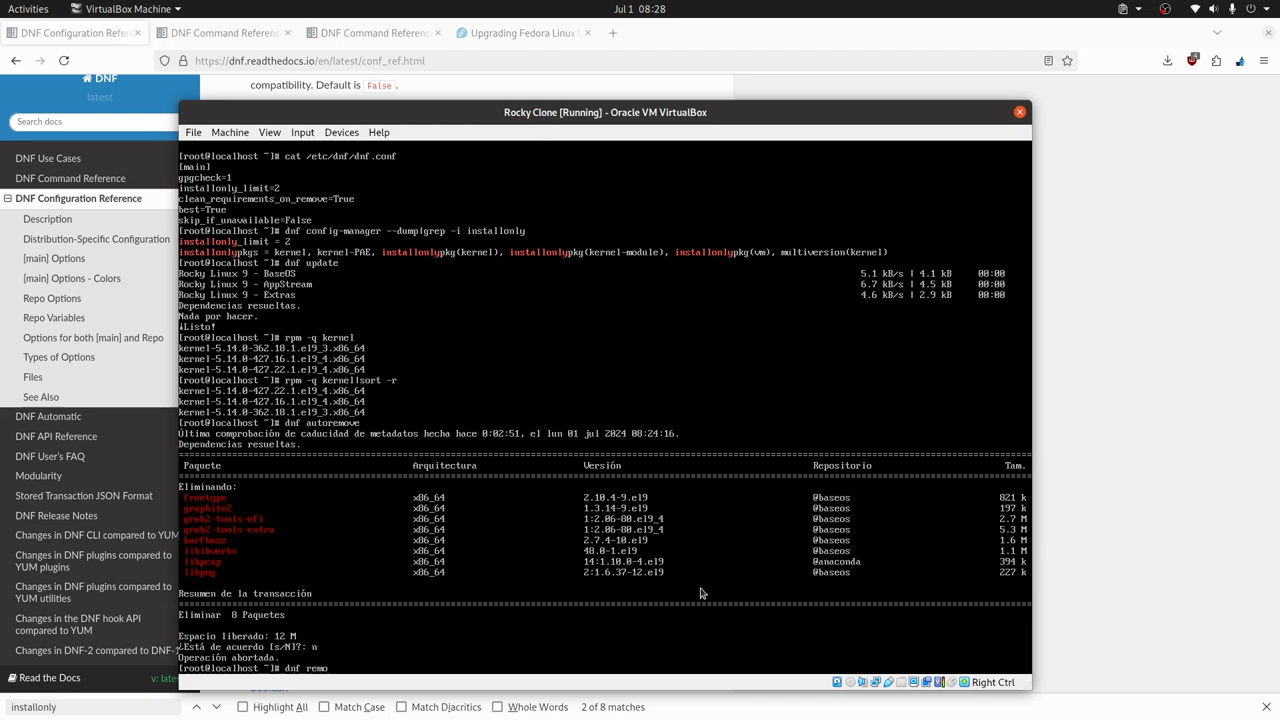 Activities VirtualBox Machine Jul 1 08:28
DNF Configuration Refer DNF Command Reference DNF Command Reference Upgrading Fedora Linux
https://dnf.readthedocs.io/en/latest/conf_ref.html
DNF
latest
Search docs
DNF Use Cases
DNF Command Reference
DNF Configuration Reference
Description
Distribution-Specific Configuration
[main] Options
[main] Options - Colors
Repo Options
Repo Variables
Options for both [main] and Repo
Types of Options
Files
See Also
DNF Automatic
DNF API Reference
DNF User's FAQ
Modularity
Stored Transaction JSON Format
DNF Release Notes
Changes in DNF CLI compared to YUM
Changes in DNF plugins compared to
YUM plugins
Changes in DNF plugins compared to
YUM utilities
Changes in the DNF hook API
compared to YUM
Changes in DNF-2 compared to DNF-1
Read the Docs v: late
compatibility. Default is False .
Rocky Clone [Running] - Oracle VM VirtualBox
File Machine View Input Devices Help
[root@localhost ~]# cat /etc/dnf/dnf.conf
[main]
gpgcheck=1
installonly_limit=2
clean_requirements_on_remove=True
best=True
skip_if_unavailable=False
[root@localhost ~]# dnf config-manager --dump|grep -i installonly
installonly_limit = 2
installonlypkgs = kernel, kernel-PAE, installonlypkg(kernel), installonlypkg(kernel-module), installonlypkg(vm), multiversion(kernel)
[root@localhost ~]# dnf update
Rocky Linux 9 - BaseOS 5.1 kB/s | 4.1 kB 00:00
Rocky Linux 9 - AppStream 6.7 kB/s | 4.5 kB 00:00
Rocky Linux 9 - Extras 4.6 kB/s | 2.9 kB 00:00
Dependencias resueltas.
Nada por hacer.
¡Listo!
[root@localhost ~]# rpm -q kernel
kernel-5.14.0-362.18.1.el9_3.x86_64
kernel-5.14.0-427.16.1.el9_4.x86_64
kernel-5.14.0-427.22.1.el9_4.x86_64
[root@localhost ~]# rpm -q kernel|sort -r
kernel-5.14.0-427.22.1.el9_4.x86_64
kernel-5.14.0-427.16.1.el9_4.x86_64
kernel-5.14.0-362.18.1.el9_3.x86_64
[root@localhost ~]# dnf autoremove
Última comprobación de caducidad de metadatos hecha hace 0:02:51, el lun 01 jul 2024 08:24:16.
Dependencias resueltas.
Paquete Arquitectura Versión Repositorio Tam.
Eliminando:
freetype x86_64 2.10.4-9.el9 @baseos 821 k
graphite2 x86_64 1.3.14-9.el9 @baseos 197 k
grub2-tools-efi x86_64 1:2.06-80.el9_4 @baseos 2.7 M
grub2-tools-extra x86_64 1:2.06-80.el9_4 @baseos 5.3 M
harfbuzz x86_64 2.7.4-10.el9 @baseos 1.6 M
libibverbs x86_64 48.0-1.el9 @baseos 1.1 M
libpcap x86_64 14:1.10.0-4.el9 @anaconda 394 k
libpng x86_64 2:1.6.37-12.el9 @baseos 227 k
Resumen de la transacción
Eliminar 8 Paquetes
Espacio liberado: 12 M
¿Está de acuerdo [s/N]?: n
Operación abortada.
[root@localhost ~]# dnf remo
Right Ctrl
installonly Highlight All Match Case Match Diacritics Whole Words 2 of 8 matches